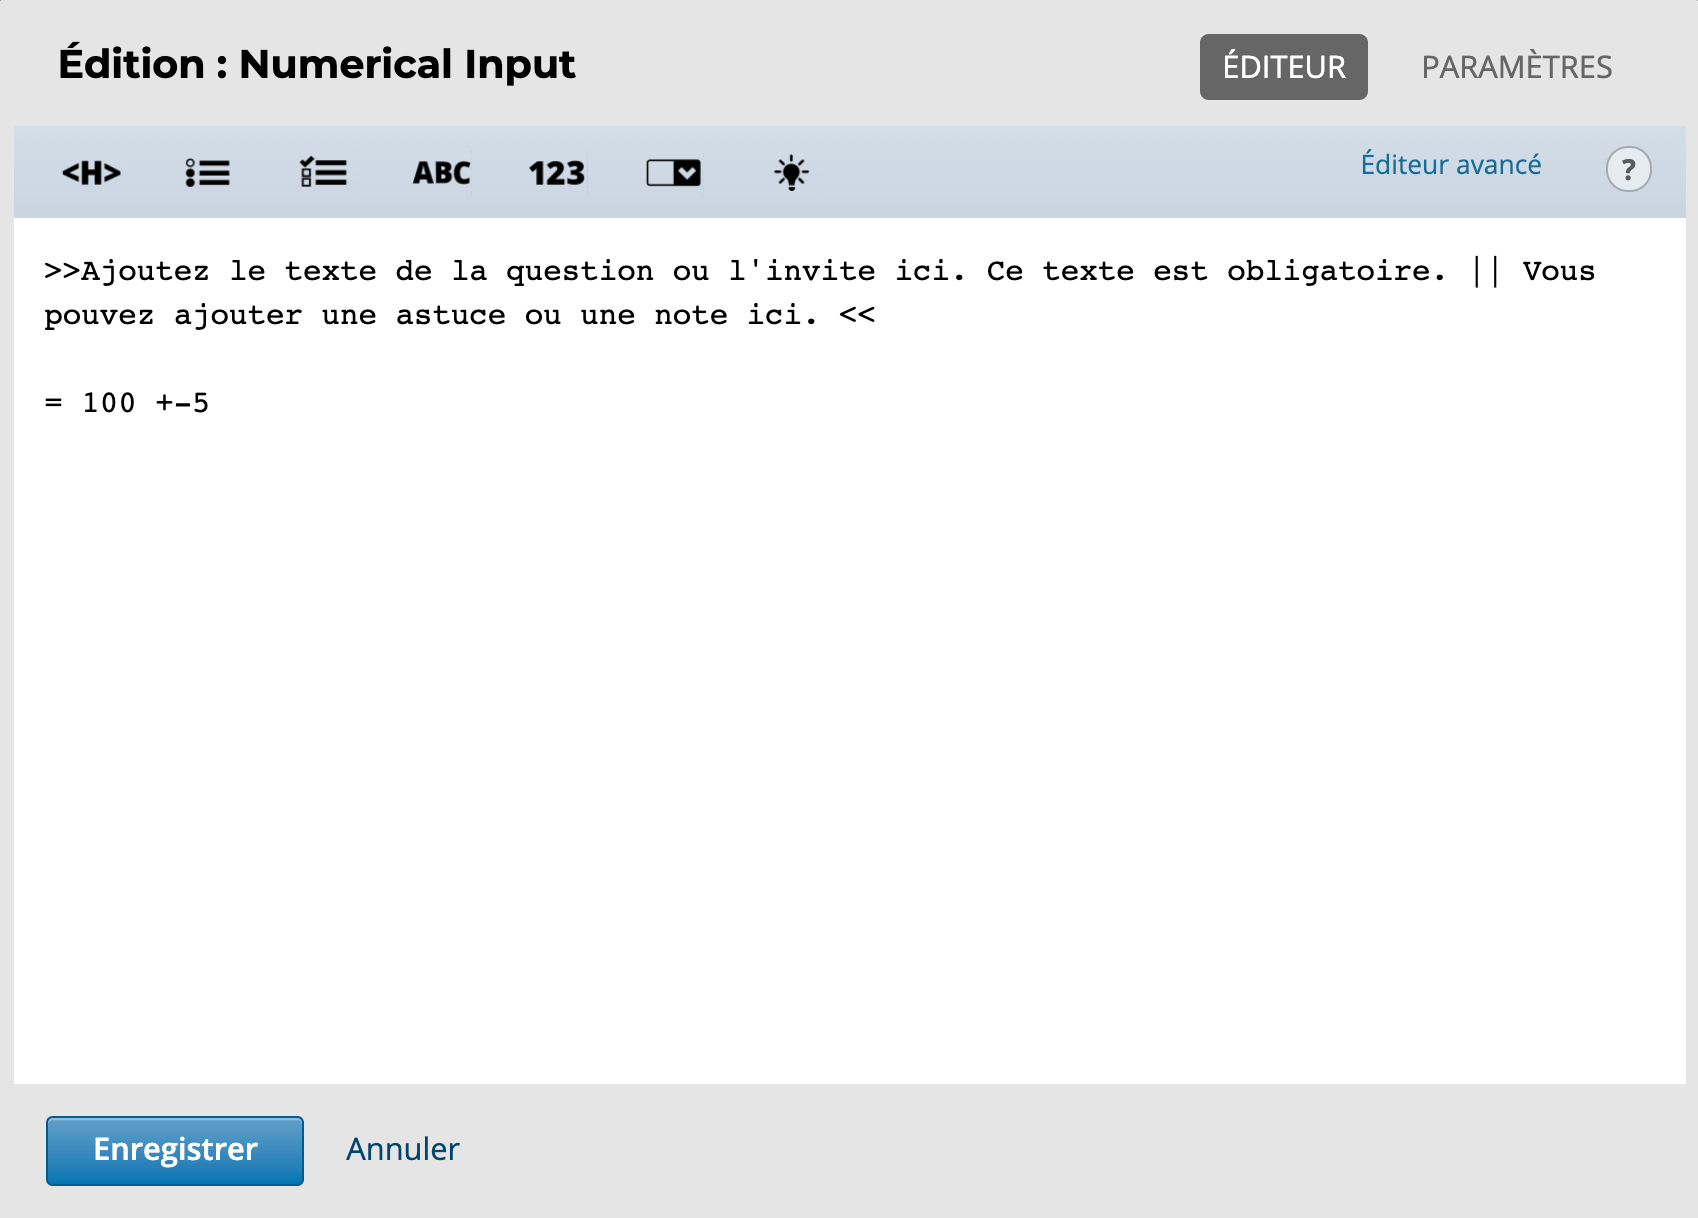 Édition : Numerical Input
ÉDITEUR
PARAMÈTRES
<H>
ABC
123
Éditeur avancé
?
>>Ajoutez le texte de la question ou l'invite ici. Ce texte est obligatoire. || Vous
pouvez ajouter une astuce ou une note ici. <<
= 100 +-5
Enregistrer
Annuler